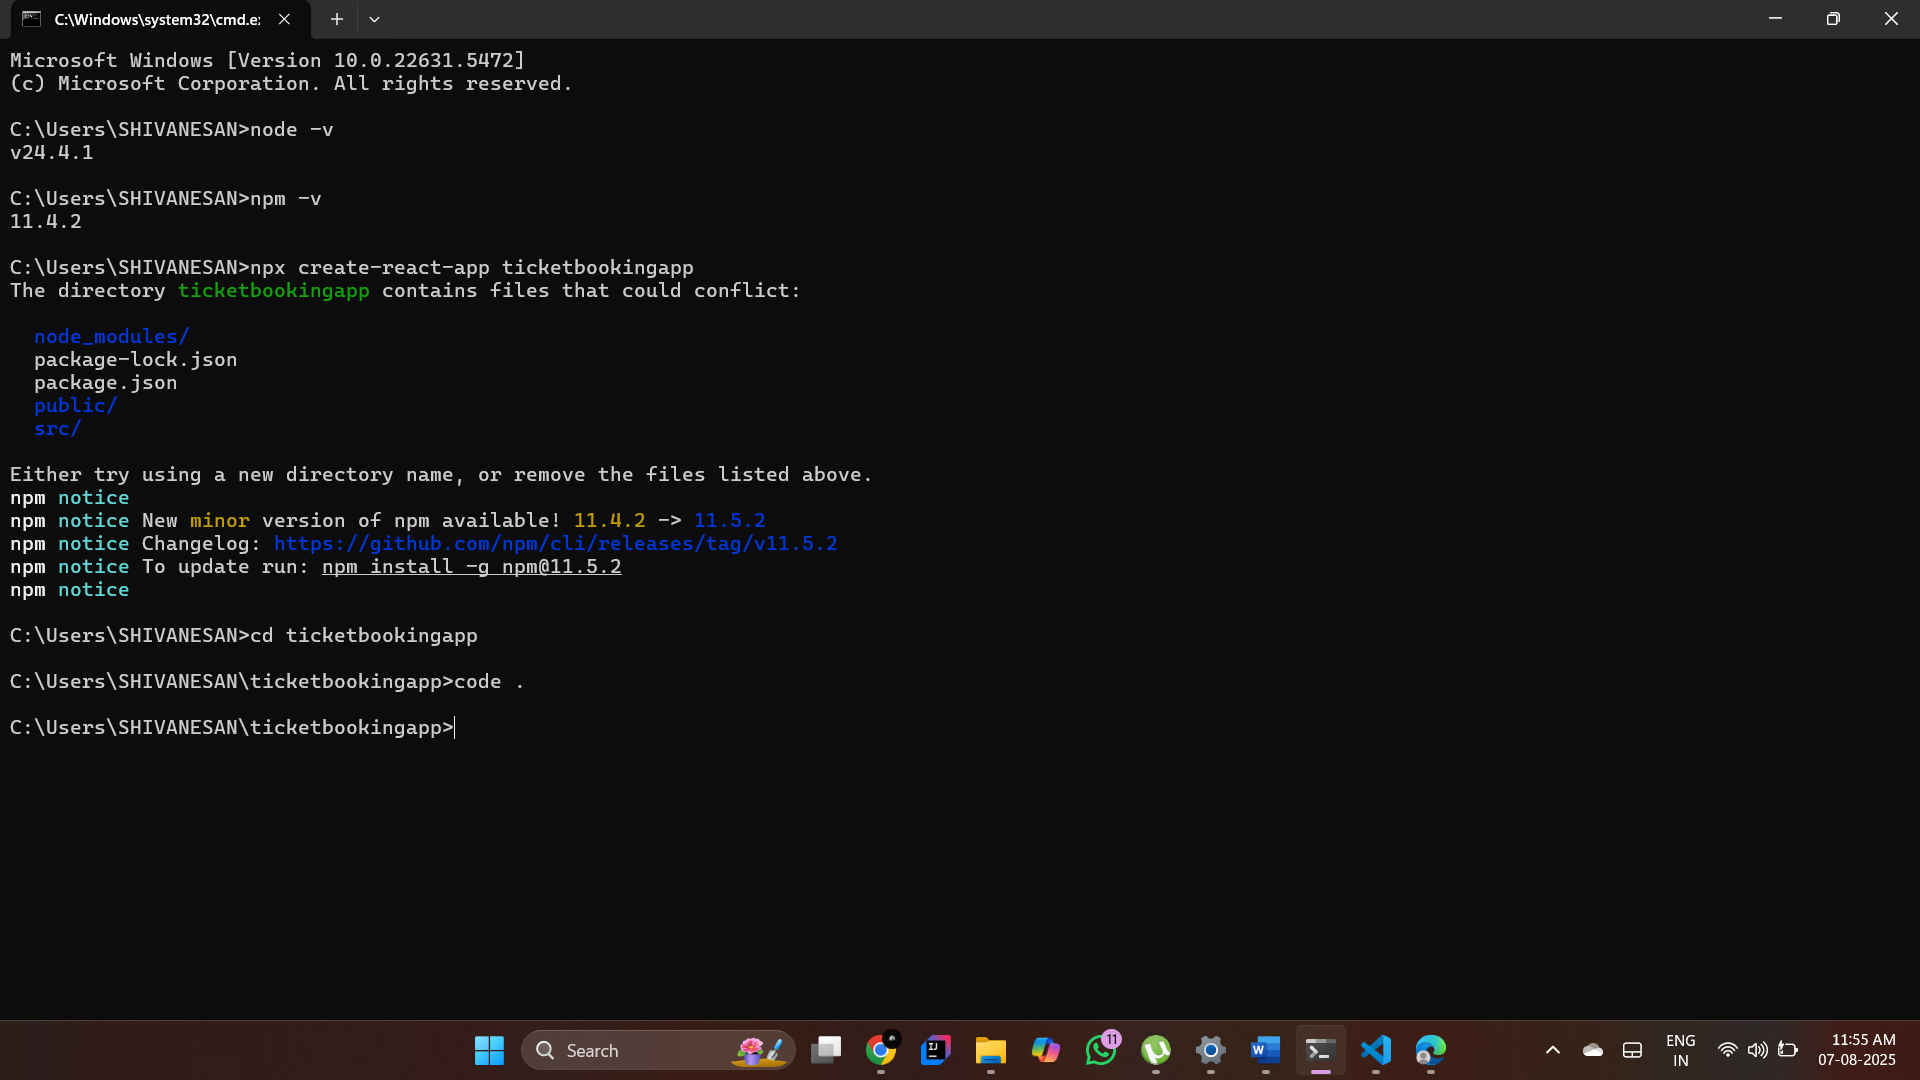 C:\Windows\system32\cmd.e:
Microsoft Windows [Version 10.0.22631.5472]
(c) Microsoft Corporation. All rights reserved.
C:\Users\SHIVANESAN>node -v
v24.4.1
C:\Users\SHIVANESAN>npm -v
11.4.2
C:\Users\SHIVANESAN>npx create-react-app ticketbookingapp
The directory ticketbookingapp contains files that could conflict:
node_modules/
package-lock.json
package.json
public/
src/
Either try using a new directory name, or remove the files listed above.
npm notice
npm notice New minor version of npm available! 11.4.2 -> 11.5.2
npm notice Changelog: https://github.com/npm/cli/releases/tag/v11.5.2
npm notice To update run: npm install -g npm@11.5.2
npm notice
C:\Users\SHIVANESAN>cd ticketbookingapp
C:\Users\SHIVANESAN\ticketbookingapp>code .
C:\Users\SHIVANESAN\ticketbookingapp>
Search
IJ
11
W
ENG
IN
11:55 AM
07-08-2025